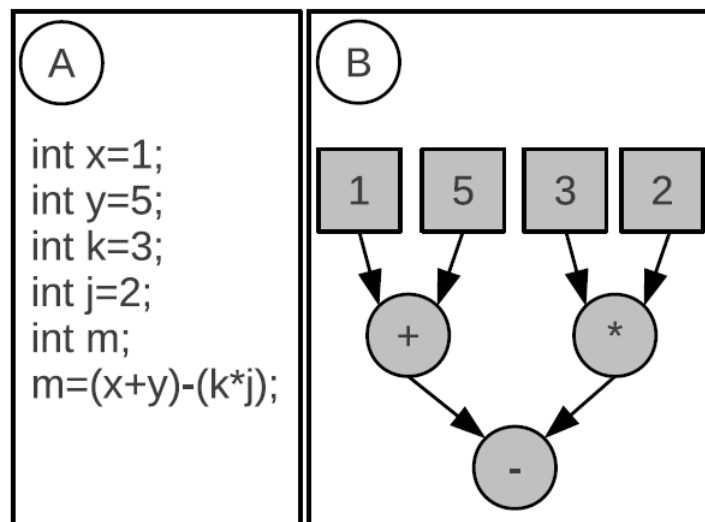 A
int x=1;
int y=5;
int k=3;
int j=2;
int m;
m=(x+y)-(k*j);
B
1 5 3 2
+ *
-